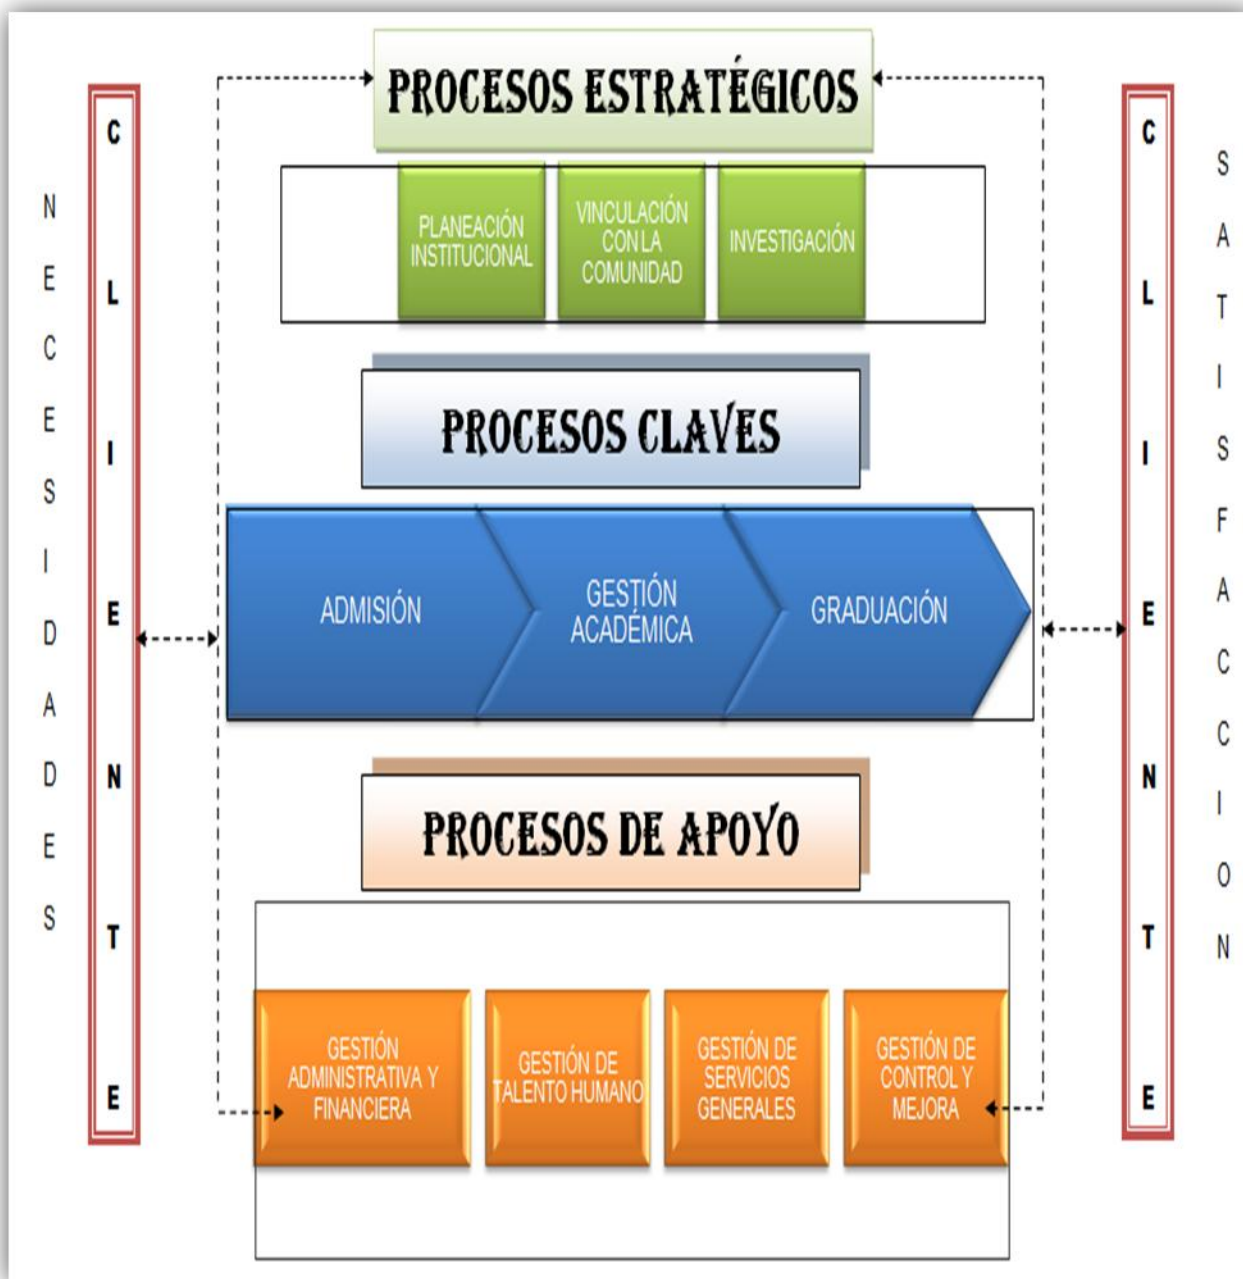 NECESIDADES
CLIENTE
PROCESOS ESTRATÉGICOS
PLANEACIÓN
INSTITUCIONAL
VINCULACIÓN
CON LA
COMUNIDAD
INVESTIGACIÓN
PROCESOS CLAVES
ADMISIÓN
GESTIÓN
ACADÉMICA
GRADUACIÓN
PROCESOS DE APOYO
GESTIÓN
ADMINISTRATIVA Y
FINANCIERA
GESTIÓN DE
TALENTO HUMANO
GESTIÓN DE
SERVICIOS
GENERALES
GESTIÓN DE
CONTROL Y
MEJORA
CLIENTE
SATISFACCION